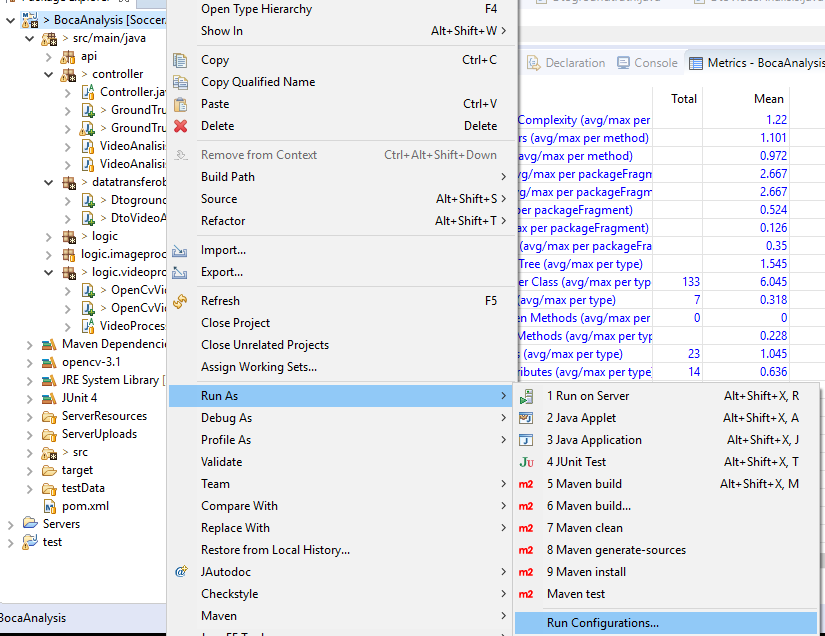 > BocaAnalysis [Soccer.
> src/main/java
api
> controller
Controller.ja
> GroundTru
> GroundTru
VideoAnalisi
VideoAnalisi
> datatransferob
> Dtogroun
> DtoVideoA
> logic
logic.imageproc
> logic.videopro
> OpenCvVi
> OpenCvVi
VideoProces
Maven Dependenci
opencv-3.1
JRE System Library [
JUnit 4
ServerResources
ServerUploads
> src
target
testData
pom.xml
Servers
test
BocaAnalysis
Open Type Hierarchy F4
Show In Alt+Shift+W >
Copy Ctrl+C
Copy Qualified Name
Paste Ctrl+V
Delete Delete
Remove from Context Ctrl+Alt+Shift+Down
Build Path >
Source Alt+Shift+S >
Refactor Alt+Shift+T >
Import...
Export...
Refresh F5
Close Project
Close Unrelated Projects
Assign Working Sets...
Run As >
Debug As >
Profile As >
Validate
Team >
Compare With >
Replace With >
Restore from Local History...
JAutodoc >
Checkstyle >
Maven >
Declaration Console Metrics - BocaAnalysis
Total Mean
Complexity (avg/max per 1.22
rs (avg/max per method) 1.101
(avg/max per method) 0.972
vg/max per packageFragm 2.667
vg/max per packageFragm 2.667
per packageFragment) 0.524
ax per packageFragment) 0.126
(avg/max per packageFra 0.35
Tree (avg/max per type) 1.545
er Class (avg/max per type) 133 6.045
(avg/max per type) 7 0.318
en Methods (avg/max per 0 0
Methods (avg/max per typ 0.228
s (avg/max per type) 23 1.045
ributes (avg/max per type) 14 0.636
1 Run on Server Alt+Shift+X, R
2 Java Applet Alt+Shift+X, A
3 Java Application Alt+Shift+X, J
4 JUnit Test Alt+Shift+X, T
5 Maven build Alt+Shift+X, M
6 Maven build...
7 Maven clean
8 Maven generate-sources
9 Maven install
Maven test
Run Configurations...